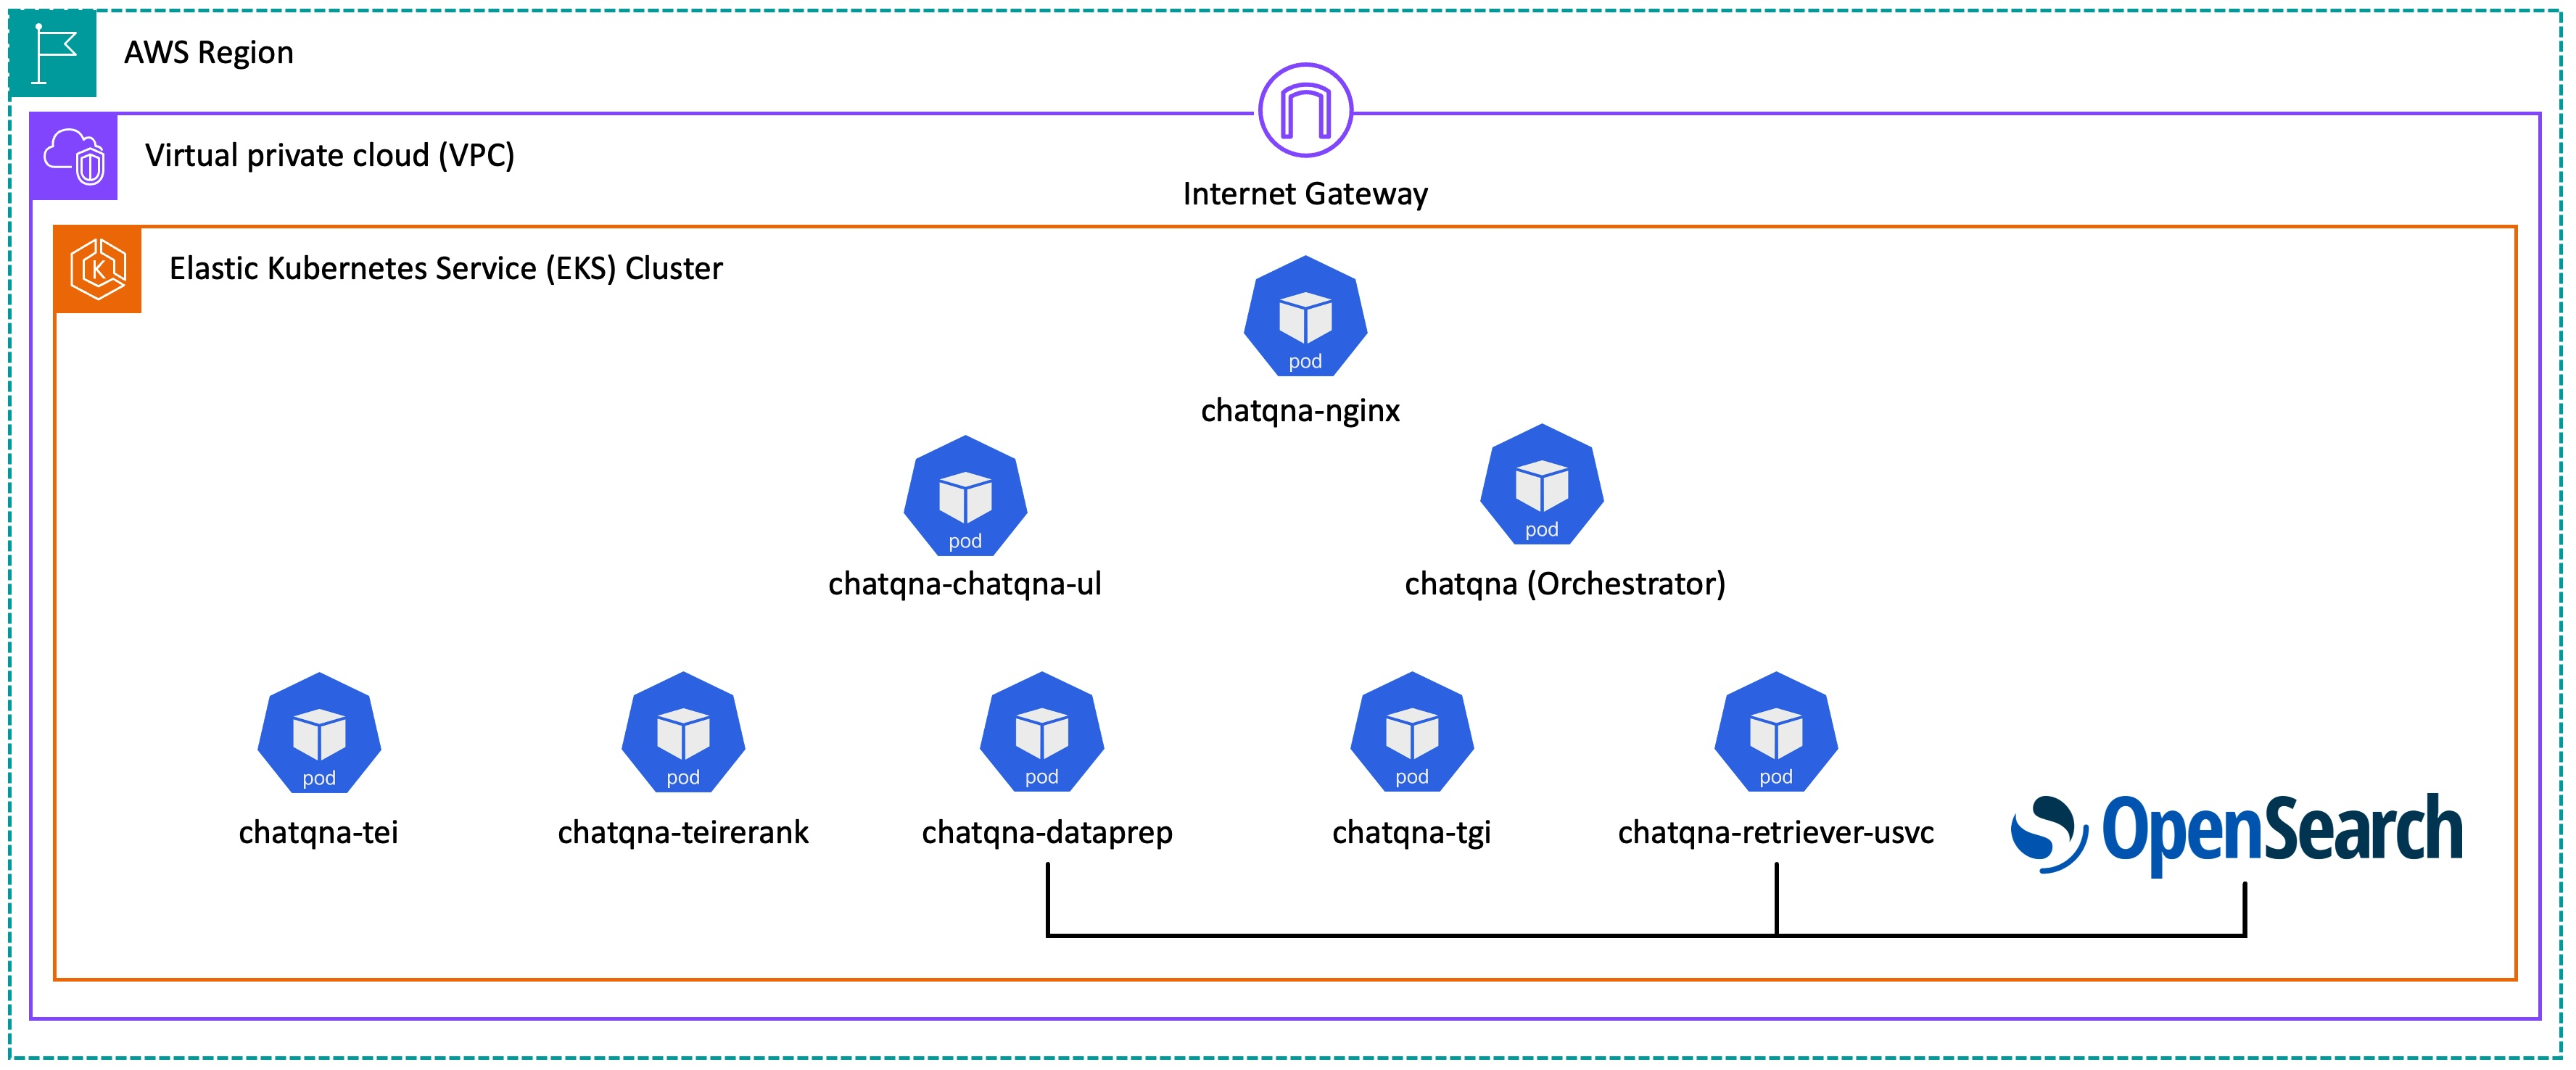 AWS Region
Virtual private cloud (VPC)
Internet Gateway
Elastic Kubernetes Service (EKS) Cluster
K
pod
chatqna-nginx
pod
chatqna-chatqna-ul
pod
chatqna (Orchestrator)
pod
chatqna-tei
pod
chatqna-teirerank
pod
chatqna-dataprep
pod
chatqna-tgi
pod
chatqna-retriever-usvc
OpenSearch